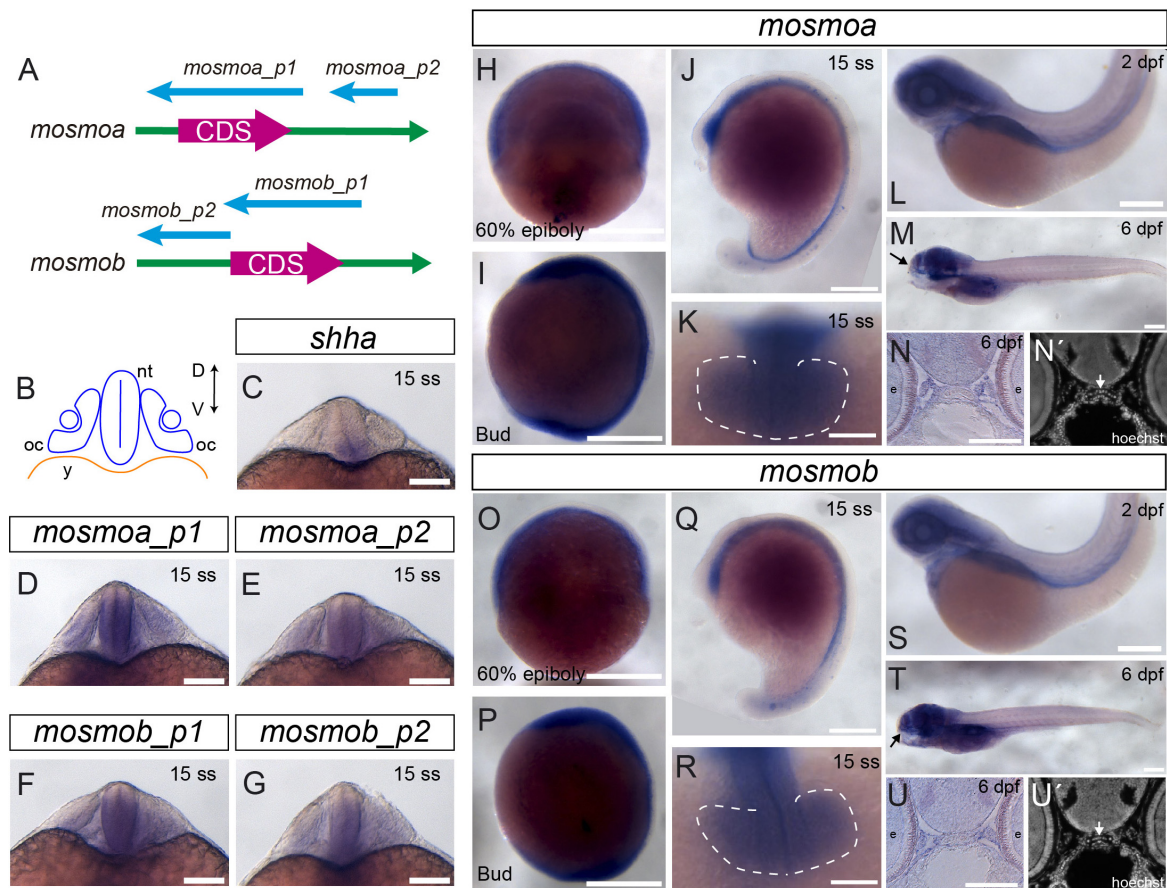 A
mosmoa_p1
mosmoa_p2
mosmoa
CDS
mosmob_p1
mosmob_p2
mosmob
CDS
B
nt
D
V
oc
oc
y
shha
C
15 ss
mosmoa_p1
D
15 ss
mosmoa_p2
E
15 ss
mosmob_p1
F
15 ss
mosmob_p2
G
15 ss
mosmoa
H
60% epiboly
I
Bud
J
15 ss
K
15 ss
L
2 dpf
M
6 dpf
N
6 dpf
e
e
N´
hoechst
mosmob
O
60% epiboly
P
Bud
Q
15 ss
R
15 ss
S
2 dpf
T
6 dpf
U
6 dpf
e
e
U´
hoechst